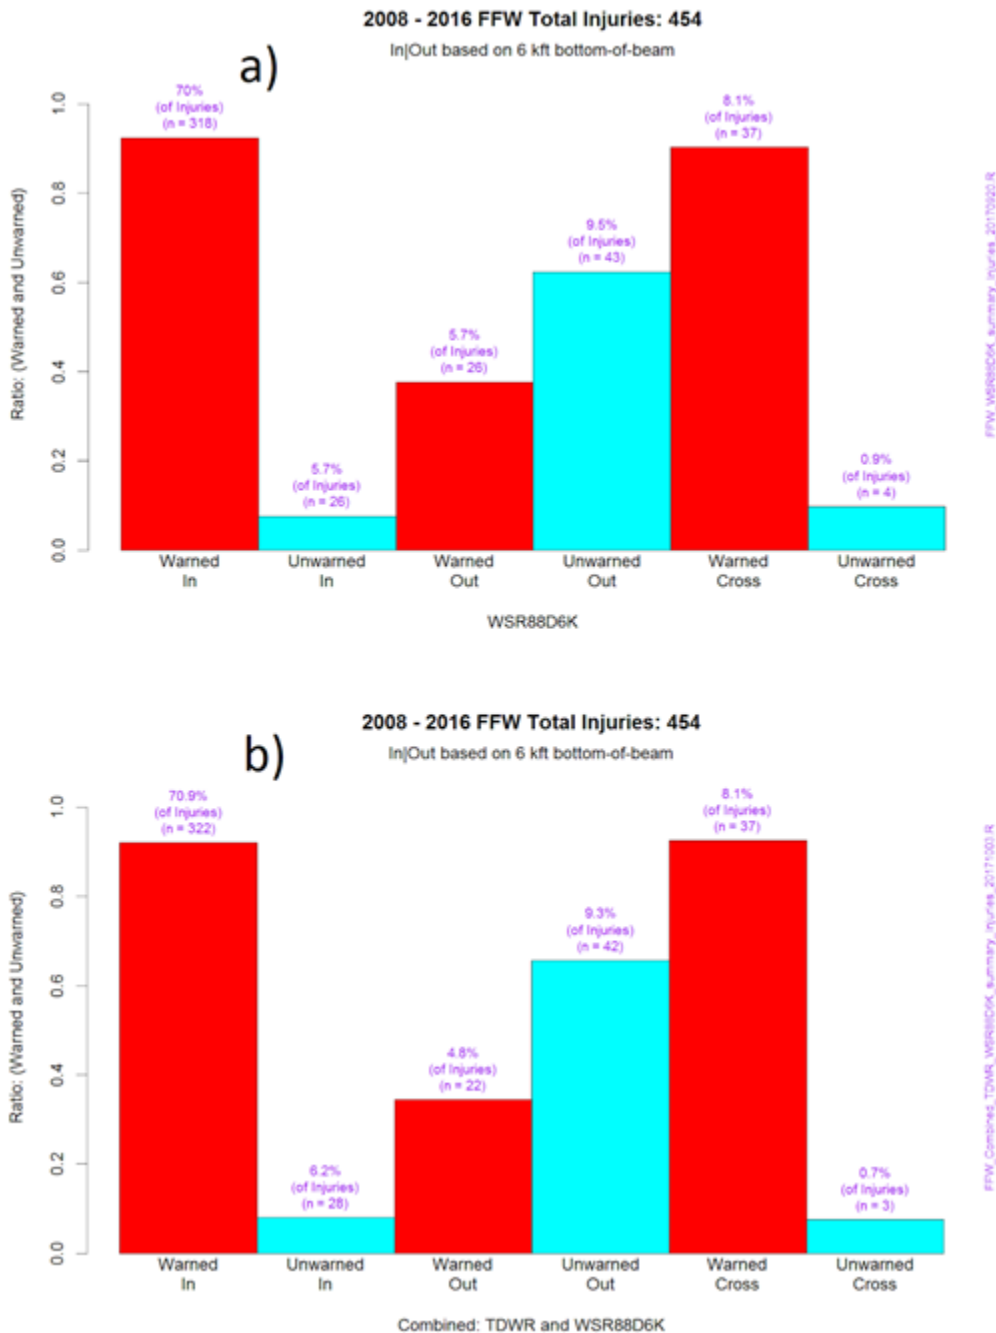 2008 - 2016 FFW Total Injuries: 454
In|Out based on 6 kft bottom-of-beam
a)
70%
(of Injuries)
(n = 318)
5.7%
(of Injuries)
(n = 26)
5.7%
(of Injuries)
(n = 26)
9.5%
(of Injuries)
(n = 43)
8.1%
(of Injuries)
(n = 37)
0.9%
(of Injuries)
(n = 4)
Ratio: (Warned and Unwarned)
1.0
0.8
0.6
0.4
0.2
0.0
Warned
In
Unwarned
In
Warned
Out
Unwarned
Out
Warned
Cross
Unwarned
Cross
WSR88D6K
FFW_WSR88D6K_summary_injuries_20170920.R
2008 - 2016 FFW Total Injuries: 454
In|Out based on 6 kft bottom-of-beam
b)
70.9%
(of Injuries)
(n = 322)
6.2%
(of Injuries)
(n = 28)
4.8%
(of Injuries)
(n = 22)
9.3%
(of Injuries)
(n = 42)
8.1%
(of Injuries)
(n = 37)
0.7%
(of Injuries)
(n = 3)
Ratio: (Warned and Unwarned)
1.0
0.8
0.6
0.4
0.2
0.0
Warned
In
Unwarned
In
Warned
Out
Unwarned
Out
Warned
Cross
Unwarned
Cross
Combined: TDWR and WSR88D6K
FFW_Combined_TDWR_WSR88D6K_summary_injuries_20171003.R